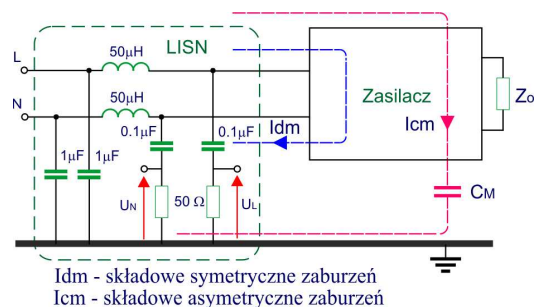 LISN
L
50µH
N
50µH
0.1µF
0.1µF
1µF
1µF
UN
50 Ω
UL
Idm
Zasilacz
Icm
Zo
CM
Idm - składowe symetryczne zaburzeń
Icm - składowe asymetryczne zaburzeń